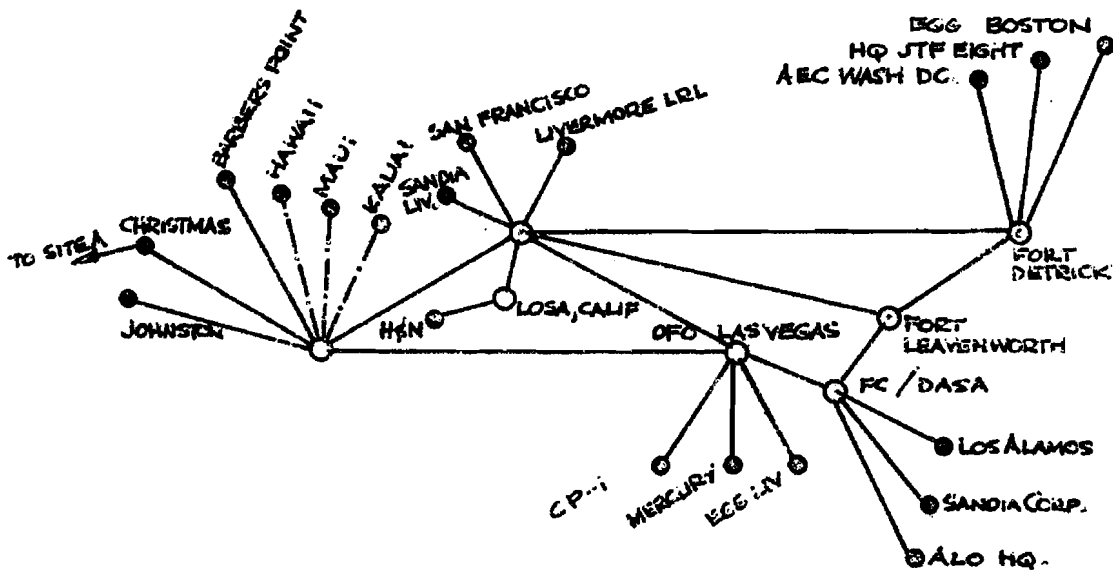 EGG BOSTON
HQ JTF EIGHT
AEC WASH DC.
BARBERS POINT
HAWAII
MAUI
KAUAI
SAN FRANCISCO
LIVERMORE LRL
SANDIA
LIV.
TO SITE A
CHRISTMAS
JOHNSTON
H&N
LOSA, CALIF
FORT
DETRICK
OFO LAS VEGAS
FORT
LEAVENWORTH
FC / DASA
LOS ALAMOS
SANDIA CORP.
ALO HQ.
CP-1
MERCURY
EGG